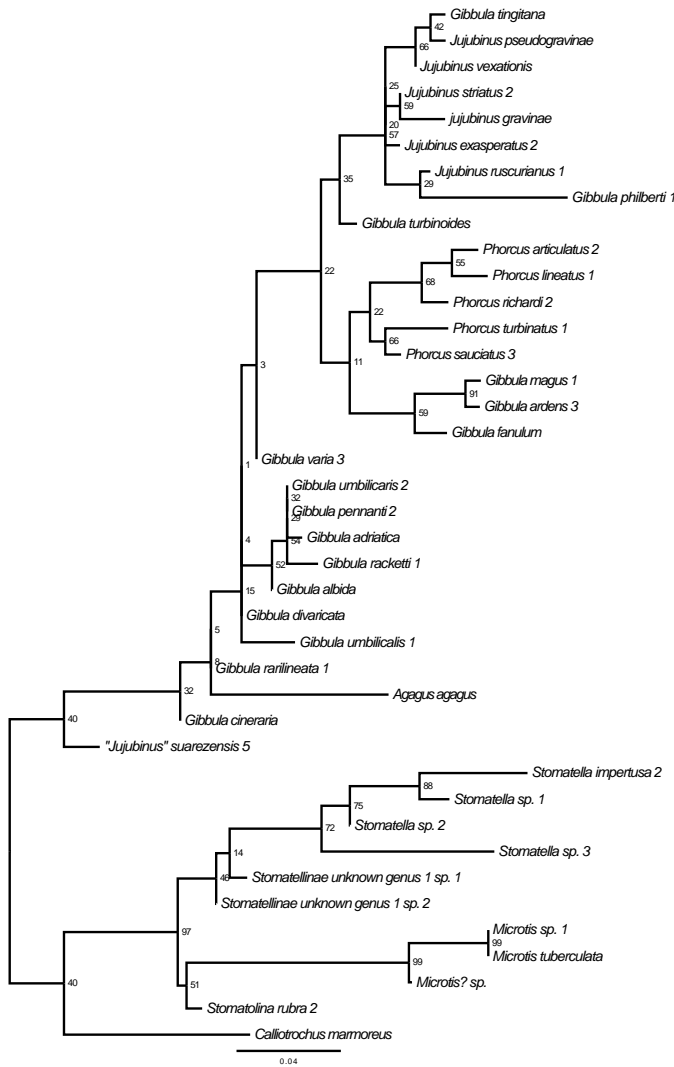 Gibbula tingitana
42
Jujubinus pseudogravinae
66
Jujubinus vexationis
25
Jujubinus striatus 2
59
jujubinus gravinae
20
57
Jujubinus exasperatus 2
Jujubinus ruscurianus 1
29
35
Gibbula philberti 1
Gibbula turbinoides
Phorcus articulatus 2
55
22
Phorcus lineatus 1
68
Phorcus richardi 2
22
Phorcus turbinatus 1
66
Phorcus sauciatus 3
11
3
Gibbula magus 1
91
Gibbula ardens 3
59
Gibbula fanulum
Gibbula varia 3
1
Gibbula umbilicaris 2
32
Gibbula pennanti 2
29
Gibbula adriatica
4
54
Gibbula racketti 1
52
Gibbula albida
15
Gibbula divaricata
5
Gibbula umbilicalis 1
8
Gibbula rarilineata 1
32
Agagus agagus
40
Gibbula cineraria
"Jujubinus" suarezensis 5
Stomatella impertusa 2
88
Stomatella sp. 1
75
Stomatella sp. 2
72
14
Stomatella sp. 3
46
Stomatellinae unknown genus 1 sp. 1
Stomatellinae unknown genus 1 sp. 2
97
Microtis sp. 1
99
Microtis tuberculata
99
Microtis? sp.
40
51
Stomatolina rubra 2
Calliotrochus marmoreus
0.04